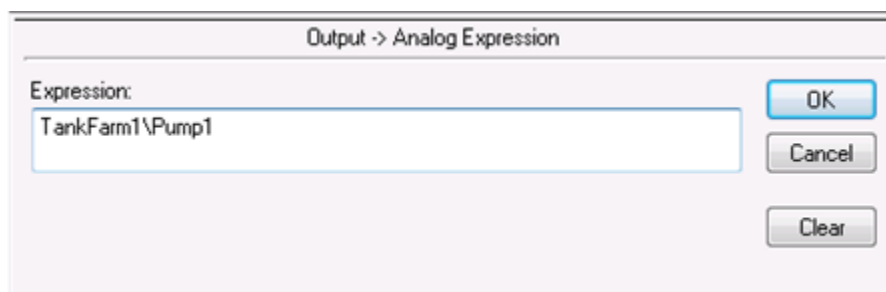 Output -> Analog Expression
Expression:
TankFarm1\Pump1
OK
Cancel
Clear